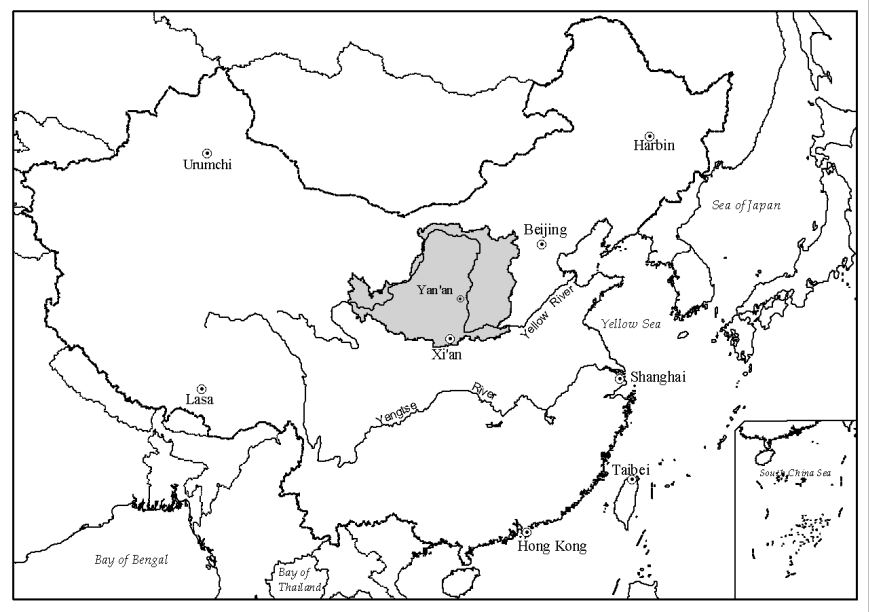 Harbin
Urumchi
Sea of Japan
Beijing
Yan'an
Yellow River
Yellow Sea
Xi'an
Shanghai
Lasa
Yangtse
River
Taibei
South China Sea
Hong Kong
Bay of Bengal
Bay of
Thailand